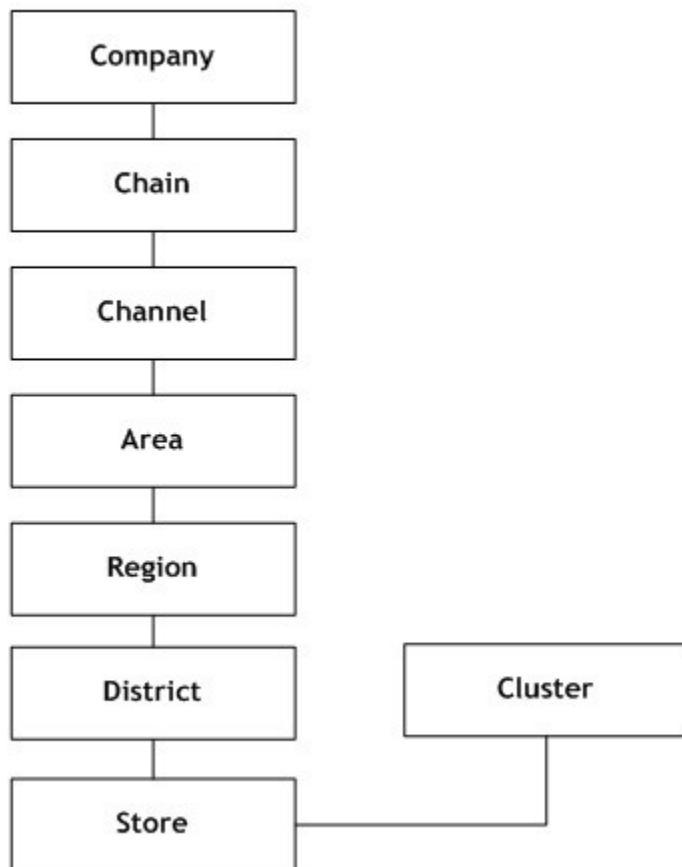 Company
Chain
Channel
Area
Region
District
Cluster
Store